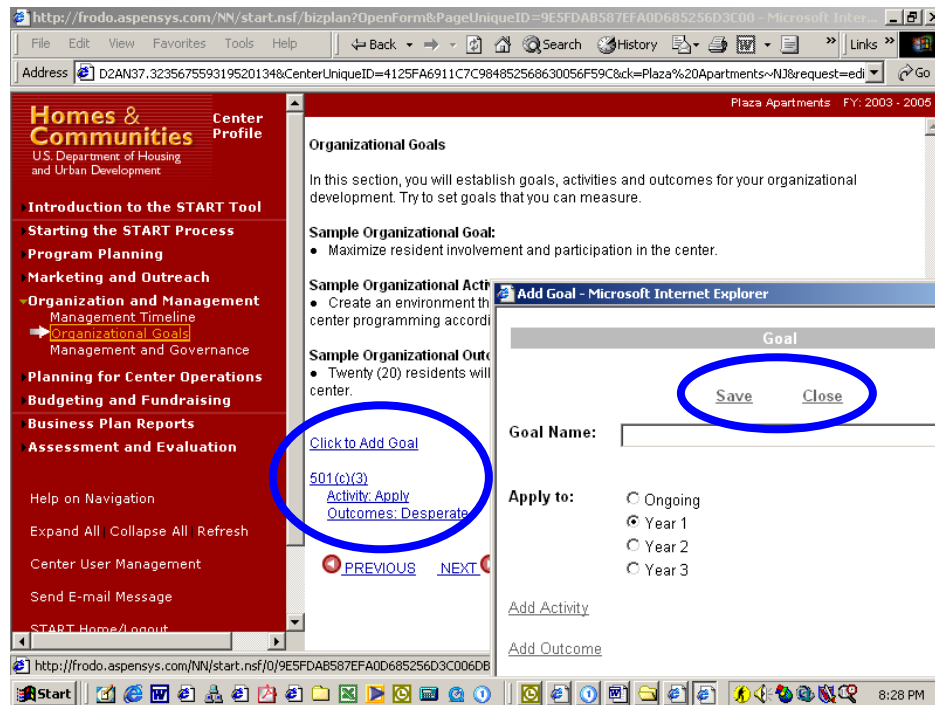 http://frodo.aspensys.com/NN/start.nsf/bizplan?OpenForm&PageUniqueID=9E5FDAB587EFA0D685256D3C00 - Microsoft Inter...
File Edit View Favorites Tools Help
Back Search History Links
Address D2AN37.3235675593195201348&CenterUniqueID=4125FA6911C7C984852568630056F59C&ck=Plaza%20Apartments~NJ&request=edi Go
Plaza Apartments FY: 2003 - 2005
Homes &
Communities
U.S. Department of Housing
and Urban Development
Center
Profile
Introduction to the START Tool
Starting the START Process
Program Planning
Marketing and Outreach
Organization and Management
Management Timeline
Organizational Goals
Management and Governance
Planning for Center Operations
Budgeting and Fundraising
Business Plan Reports
Assessment and Evaluation
Help on Navigation
Expand All | Collapse All | Refresh
Center User Management
Send E-mail Message
START Home/Logout
Organizational Goals
In this section, you will establish goals, activities and outcomes for your organizational
development. Try to set goals that you can measure.
Sample Organizational Goal:
• Maximize resident involvement and participation in the center.
Sample Organizational Acti
• Create an environment th
center programming accordi
Sample Organizational Outc
• Twenty (20) residents will
center.
Click to Add Goal
501(c)(3)
Activity: Apply
Outcomes: Desperate
PREVIOUS NEXT
Add Goal - Microsoft Internet Explorer
Goal
Save Close
Goal Name:
Apply to:
Ongoing
Year 1
Year 2
Year 3
Add Activity
Add Outcome
http://frodo.aspensys.com/NN/start.nsf/0/9E5FDAB587EFA0D685256D3C006DB
Start 8:28 PM